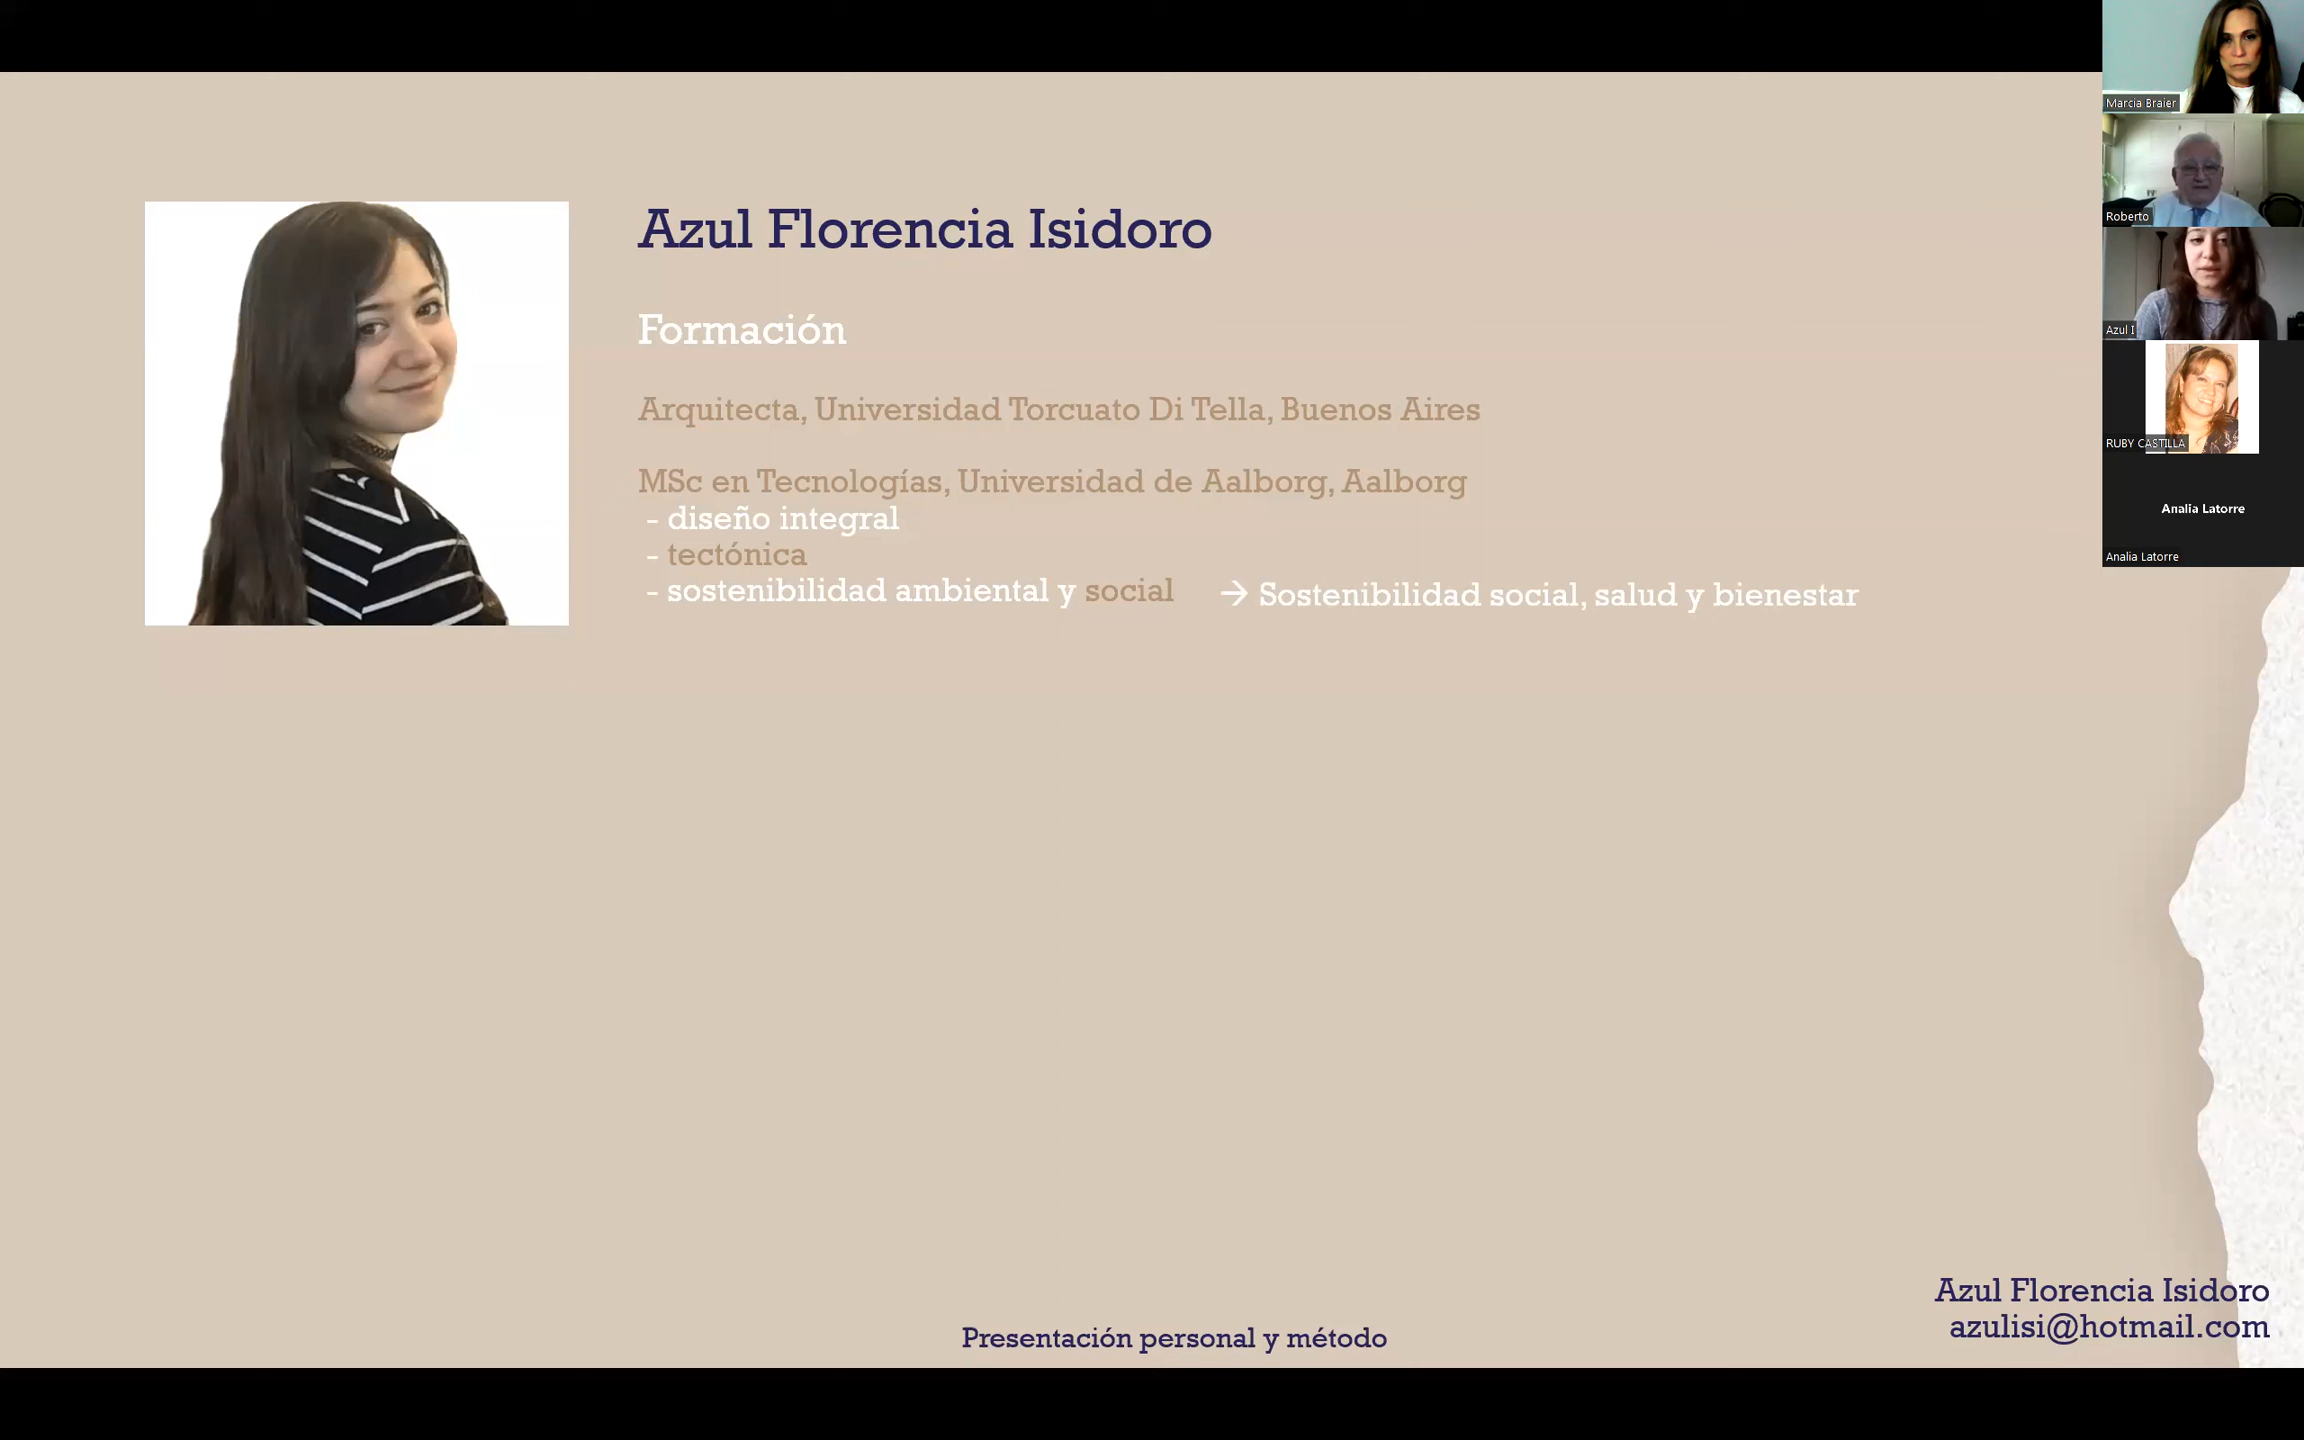 Azul Florencia Isidoro
Formación
Arquitecta, Universidad Torcuato Di Tella, Buenos Aires
MSc en Tecnologías, Universidad de Aalborg, Aalborg
- diseño integral
- tectónica
- sostenibilidad ambiental y social → Sostenibilidad social, salud y bienestar
Azul Florencia Isidoro
azulisi@hotmail.com
Presentación personal y método
Marcia Braier
Roberto
Azul I
RUBY CASTILLA
Analia Latorre
Analia Latorre